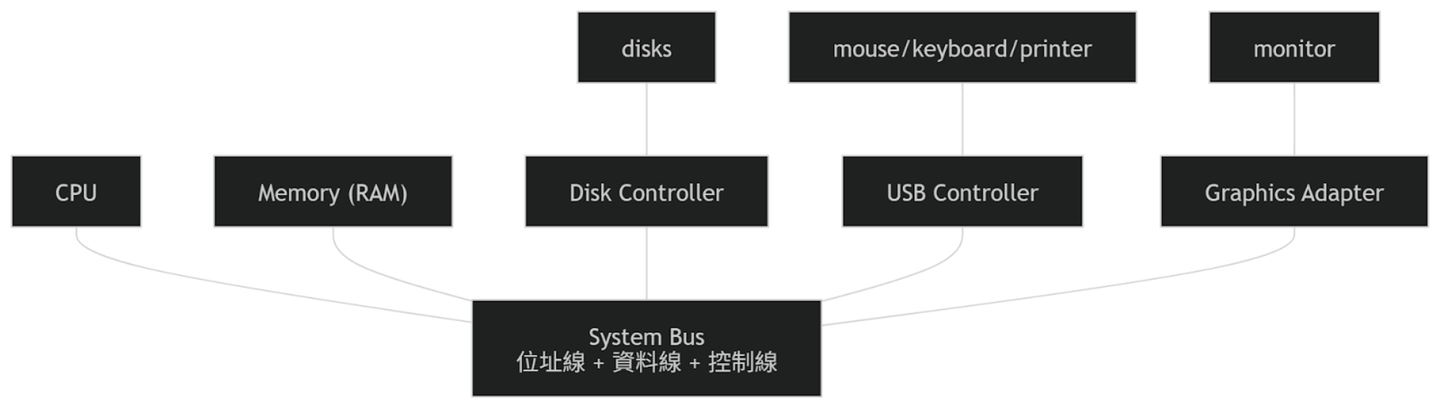 disks
mouse/keyboard/printer
monitor
CPU
Memory (RAM)
Disk Controller
USB Controller
Graphics Adapter
System Bus
位址線 + 資料線 + 控制線